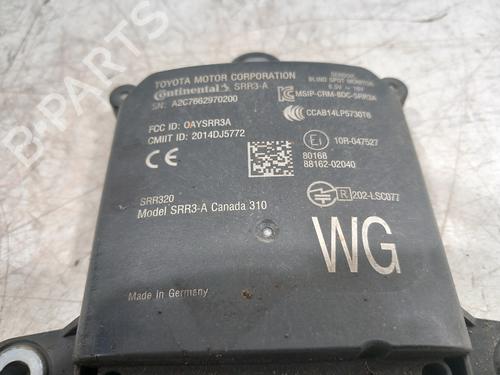 TOYOTA MOTOR CORPORATION
Continental SRR3-A
SN: A2C7662970200
FCC ID: OAYSRR3A
CMIIT ID: 2014DJ5772
CE
SRR320
Model SRR3-A Canada 310
Made in Germany
SENSOR
BLIND SPOT MONITOR
6.5V ⎓ 16V
MSIP-CRM-BDC-SRR3A
CCAB14LP5730T6
10R-047527
8016B
88162-02040
R 202-LSC077
WG
B-PARTS